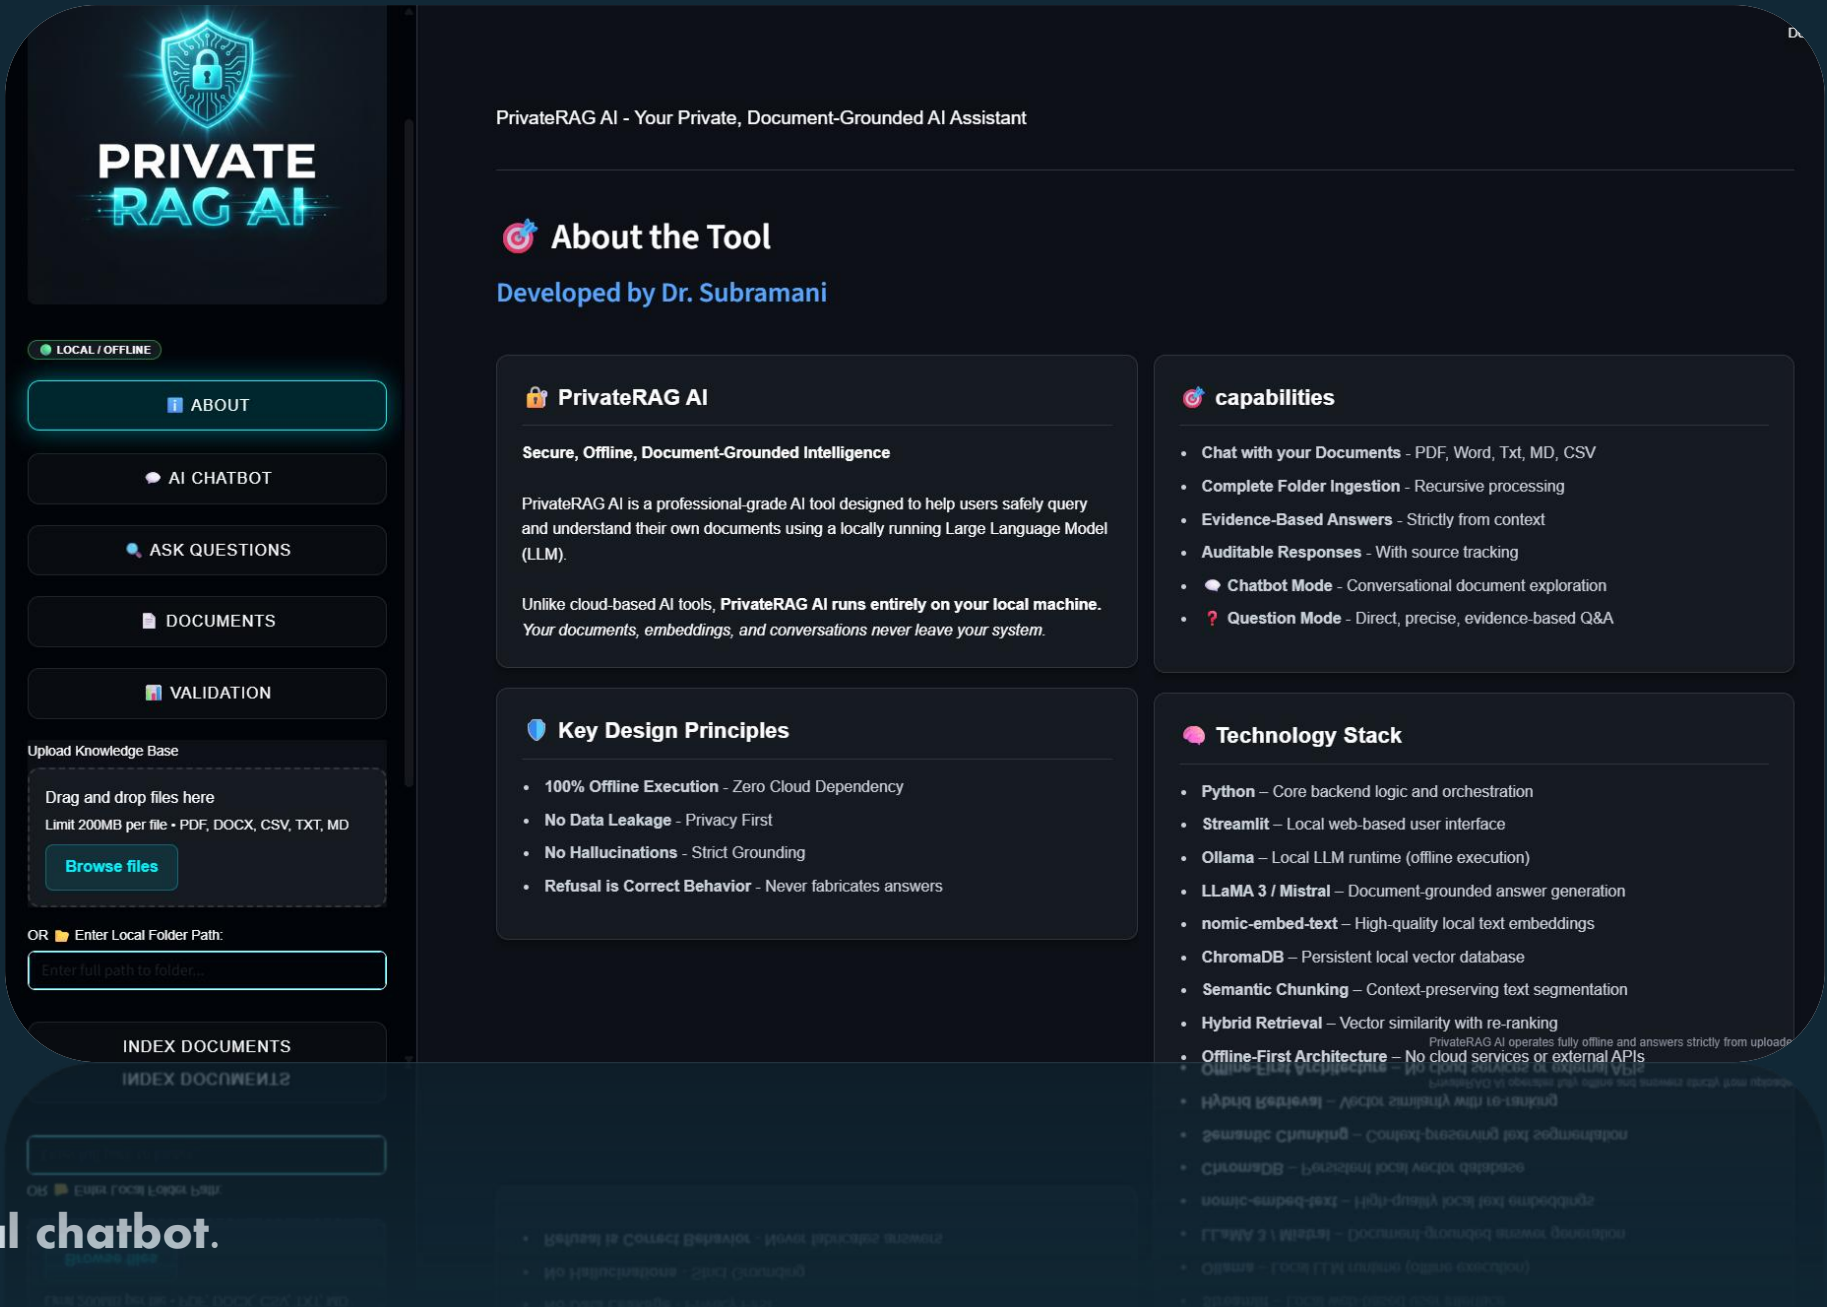 PRIVATE
RAG AI
LOCAL / OFFLINE
ABOUT
AI CHATBOT
ASK QUESTIONS
DOCUMENTS
VALIDATION
Upload Knowledge Base
Drag and drop files here
Limit 200MB per file • PDF, DOCX, CSV, TXT, MD
Browse files
OR Enter Local Folder Path:
Enter full path to folder...
INDEX DOCUMENTS
PrivateRAG AI - Your Private, Document-Grounded AI Assistant
About the Tool
Developed by Dr. Subramani
PrivateRAG AI
Secure, Offline, Document-Grounded Intelligence
PrivateRAG AI is a professional-grade AI tool designed to help users safely query
and understand their own documents using a locally running Large Language Model
(LLM).
Unlike cloud-based AI tools, PrivateRAG AI runs entirely on your local machine.
Your documents, embeddings, and conversations never leave your system.
Key Design Principles
• 100% Offline Execution - Zero Cloud Dependency
• No Data Leakage - Privacy First
• No Hallucinations - Strict Grounding
• Refusal is Correct Behavior - Never fabricates answers
capabilities
• Chat with your Documents - PDF, Word, Txt, MD, CSV
• Complete Folder Ingestion - Recursive processing
• Evidence-Based Answers - Strictly from context
• Auditable Responses - With source tracking
• Chatbot Mode - Conversational document exploration
• Question Mode - Direct, precise, evidence-based Q&A
Technology Stack
• Python – Core backend logic and orchestration
• Streamlit – Local web-based user interface
• Ollama – Local LLM runtime (offline execution)
• LLaMA 3 / Mistral – Document-grounded answer generation
• nomic-embed-text – High-quality local text embeddings
• ChromaDB – Persistent local vector database
• Semantic Chunking – Context-preserving text segmentation
• Hybrid Retrieval – Vector similarity with re-ranking
PrivateRAG AI operates fully offline and answers strictly from
• Offline-First Architecture – No cloud services or external APIs
chatbot.